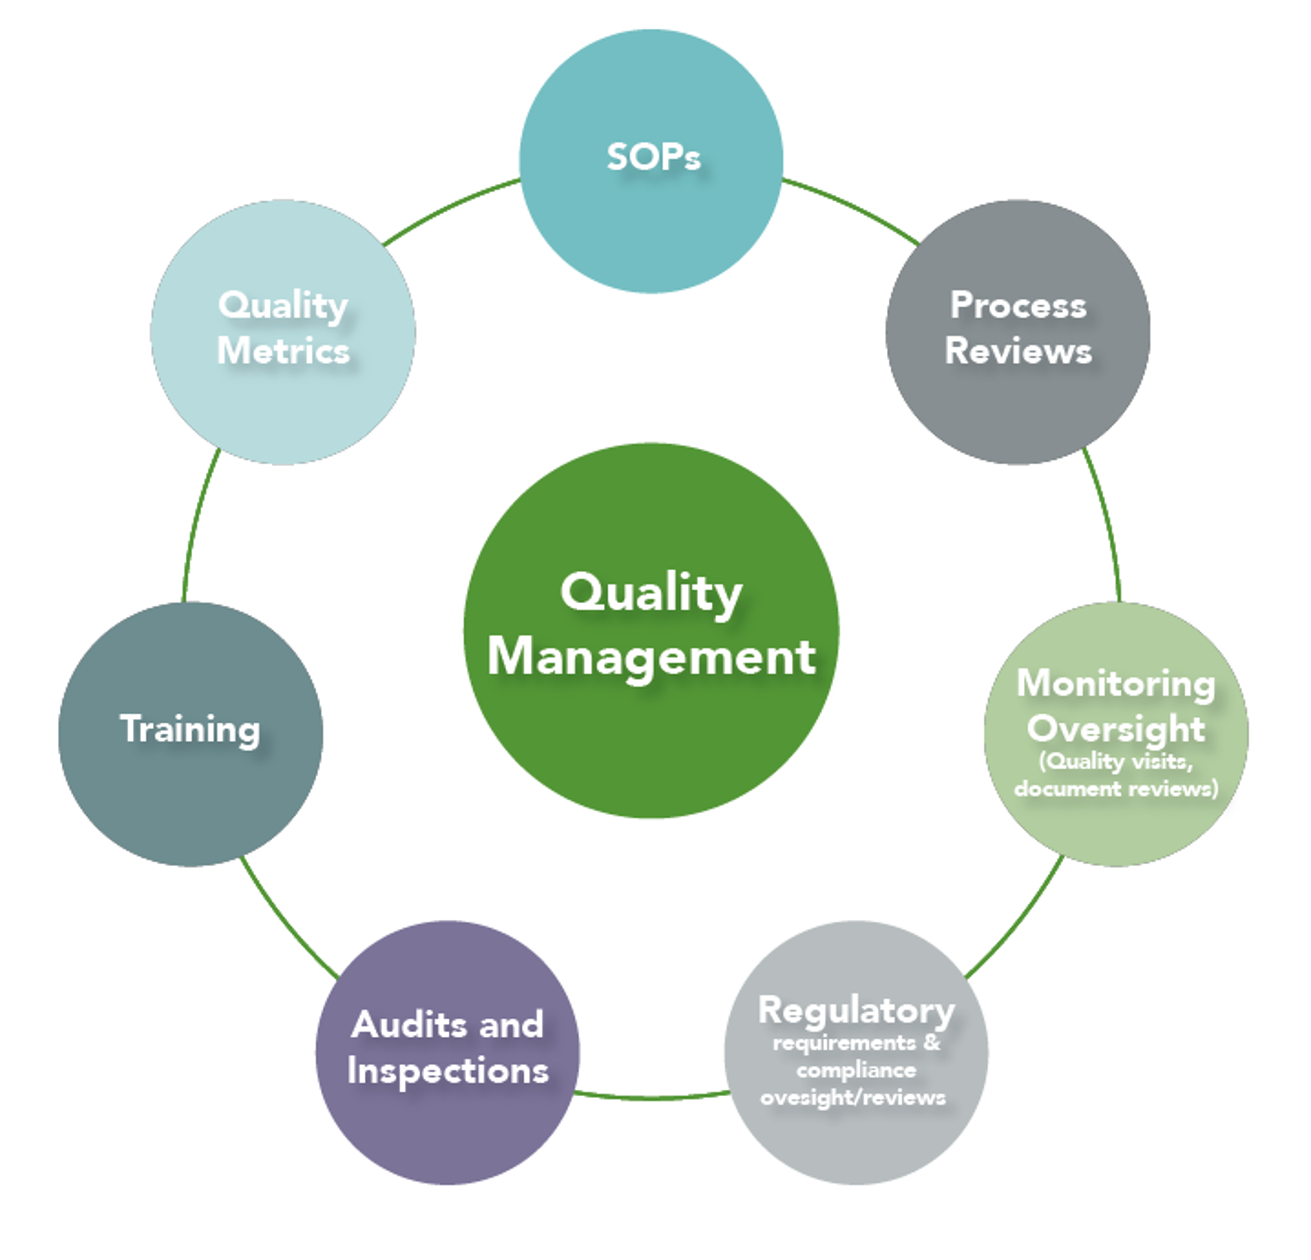 SOPs
Process
Reviews
Monitoring
Oversight
(Quality visits,
document reviews)
Regulatory
requirements &
compliance
ovesight/reviews
Audits and
Inspections
Training
Quality
Metrics
Quality
Management